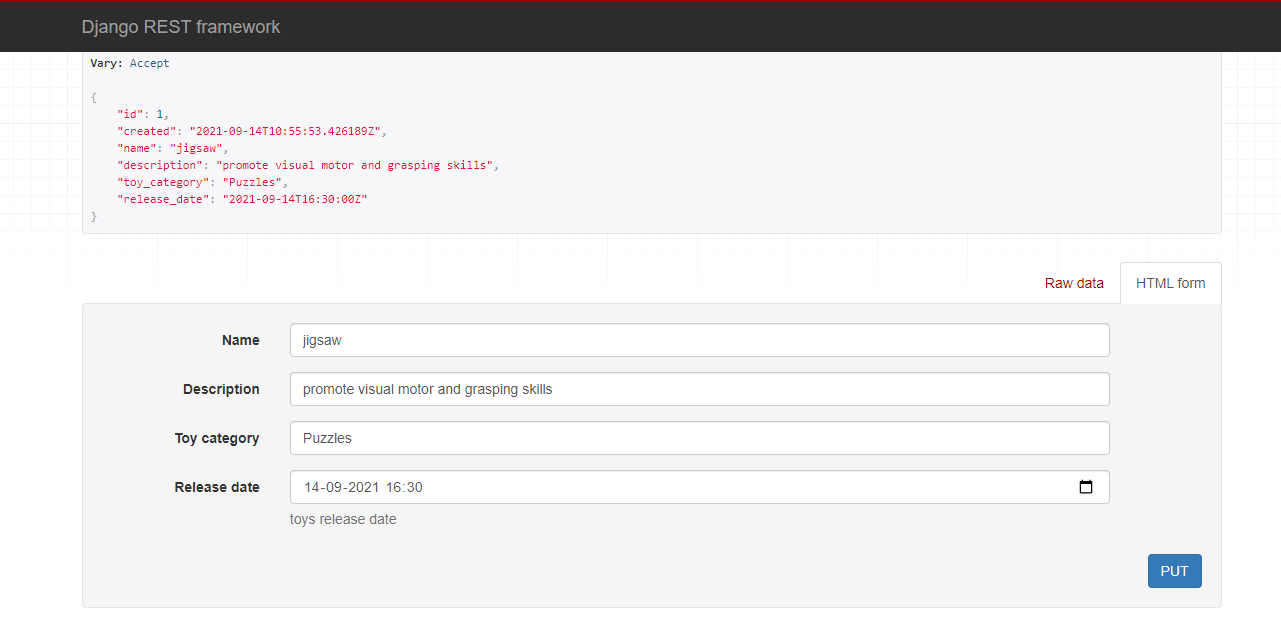 Django REST framework
Vary: Accept
{
"id": 1,
"created": "2021-09-14T10:55:53.426189Z",
"name": "jigsaw",
"description": "promote visual motor and grasping skills",
"toy_category": "Puzzles",
"release_date": "2021-09-14T16:30:00Z"
}
Raw data HTML form
Name jigsaw
Description promote visual motor and grasping skills
Toy category Puzzles
Release date 14-09-2021 16:30
toys release date
PUT